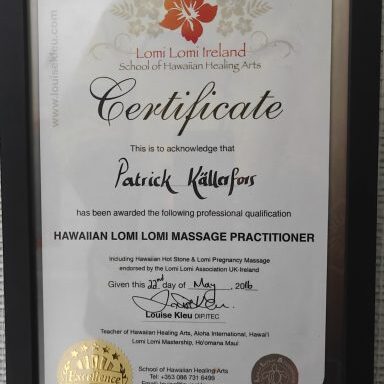 www.louisekleu
Lomi Lomi Ireland
School of Hawaiian Healing Arts
Certificate
This is to acknowledge that
Patrick Källerfors
has been awarded the following professional qualification
HAWAIIAN LOMI LOMI MASSAGE PRACTITIONER
Including Hawaiian Hot Stone & Lomi Pregnancy Massage
endorsed by the Lomi Lomi Association UK-Ireland
Given this 22nd day of May, 2016
Louise Kleu DIP.ITEC
Teacher of Hawaiian Healing Arts, Aloha International, Hawai'i
Lomi Lomi Mastership, Ho'omana Maui
School of Hawaiian Healing Arts
Tel: +353 086 731 6499
Excellence